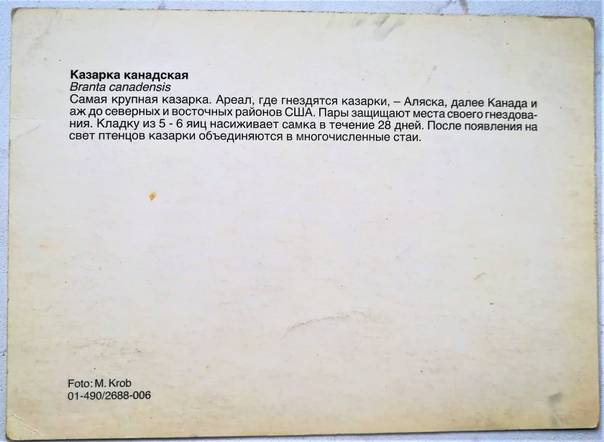 Казарка канадская
Branta canadensis
Самая крупная казарка. Ареал, где гнездятся казарки, – Аляска, далее Канада и
аж до северных и восточных районов США. Пары защищают места своего гнездова-
ния. Кладку из 5 - 6 яиц насиживает самка в течение 28 дней. После появления на
свет птенцов казарки объединяются в многочисленные стаи.
Foto: M. Krob
01-490/2688-006